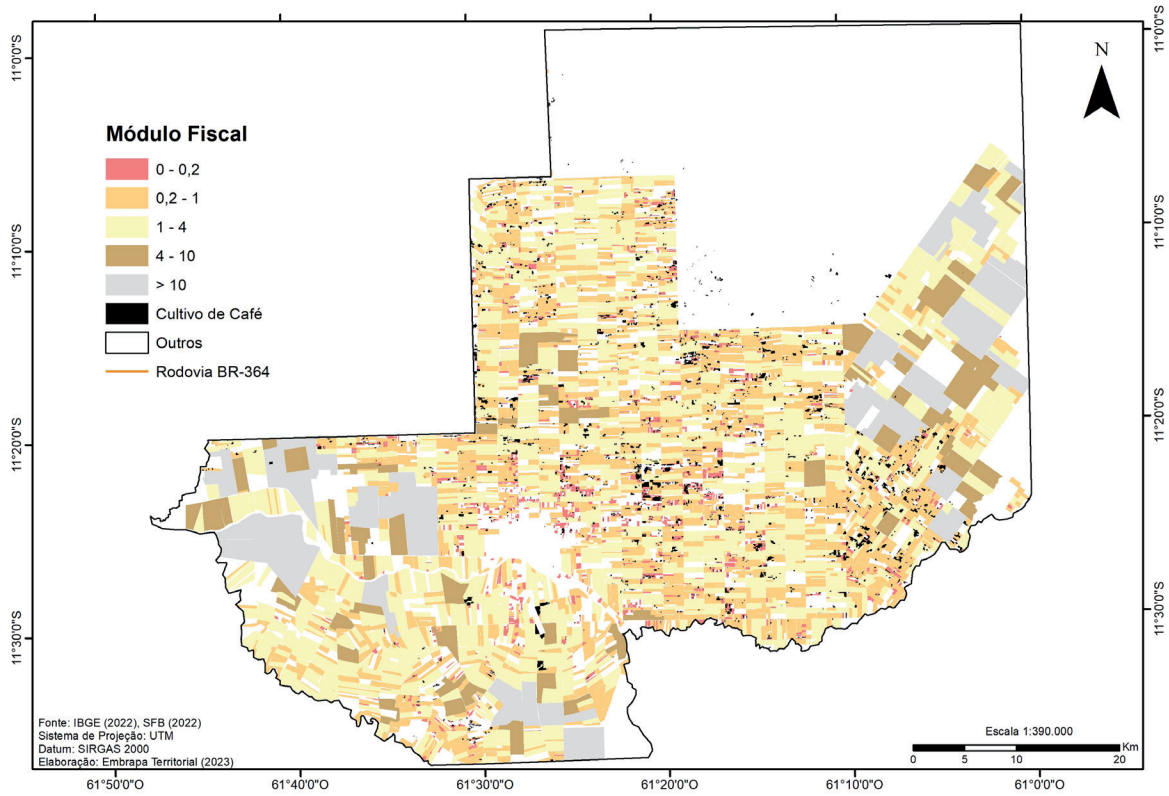 11°0'0"S
11°0'0"S
N
Módulo Fiscal
0 - 0,2
0,2 - 1
1 - 4
4 - 10
> 10
Cultivo de Café
Outros
Rodovia BR-364
11°10'0"S
11°10'0"S
11°20'0"S
11°20'0"S
11°30'0"S
11°30'0"S
Fonte: IBGE (2022), SFB (2022)
Sistema de Projeção: UTM
Datum: SIRGAS 2000
Elaboração: Embrapa Territorial (2023)
Escala 1:390.000
Km
0 5 10 20
61°50'0"O 61°40'0"O 61°30'0"O 61°20'0"O 61°10'0"O 61°0'0"O